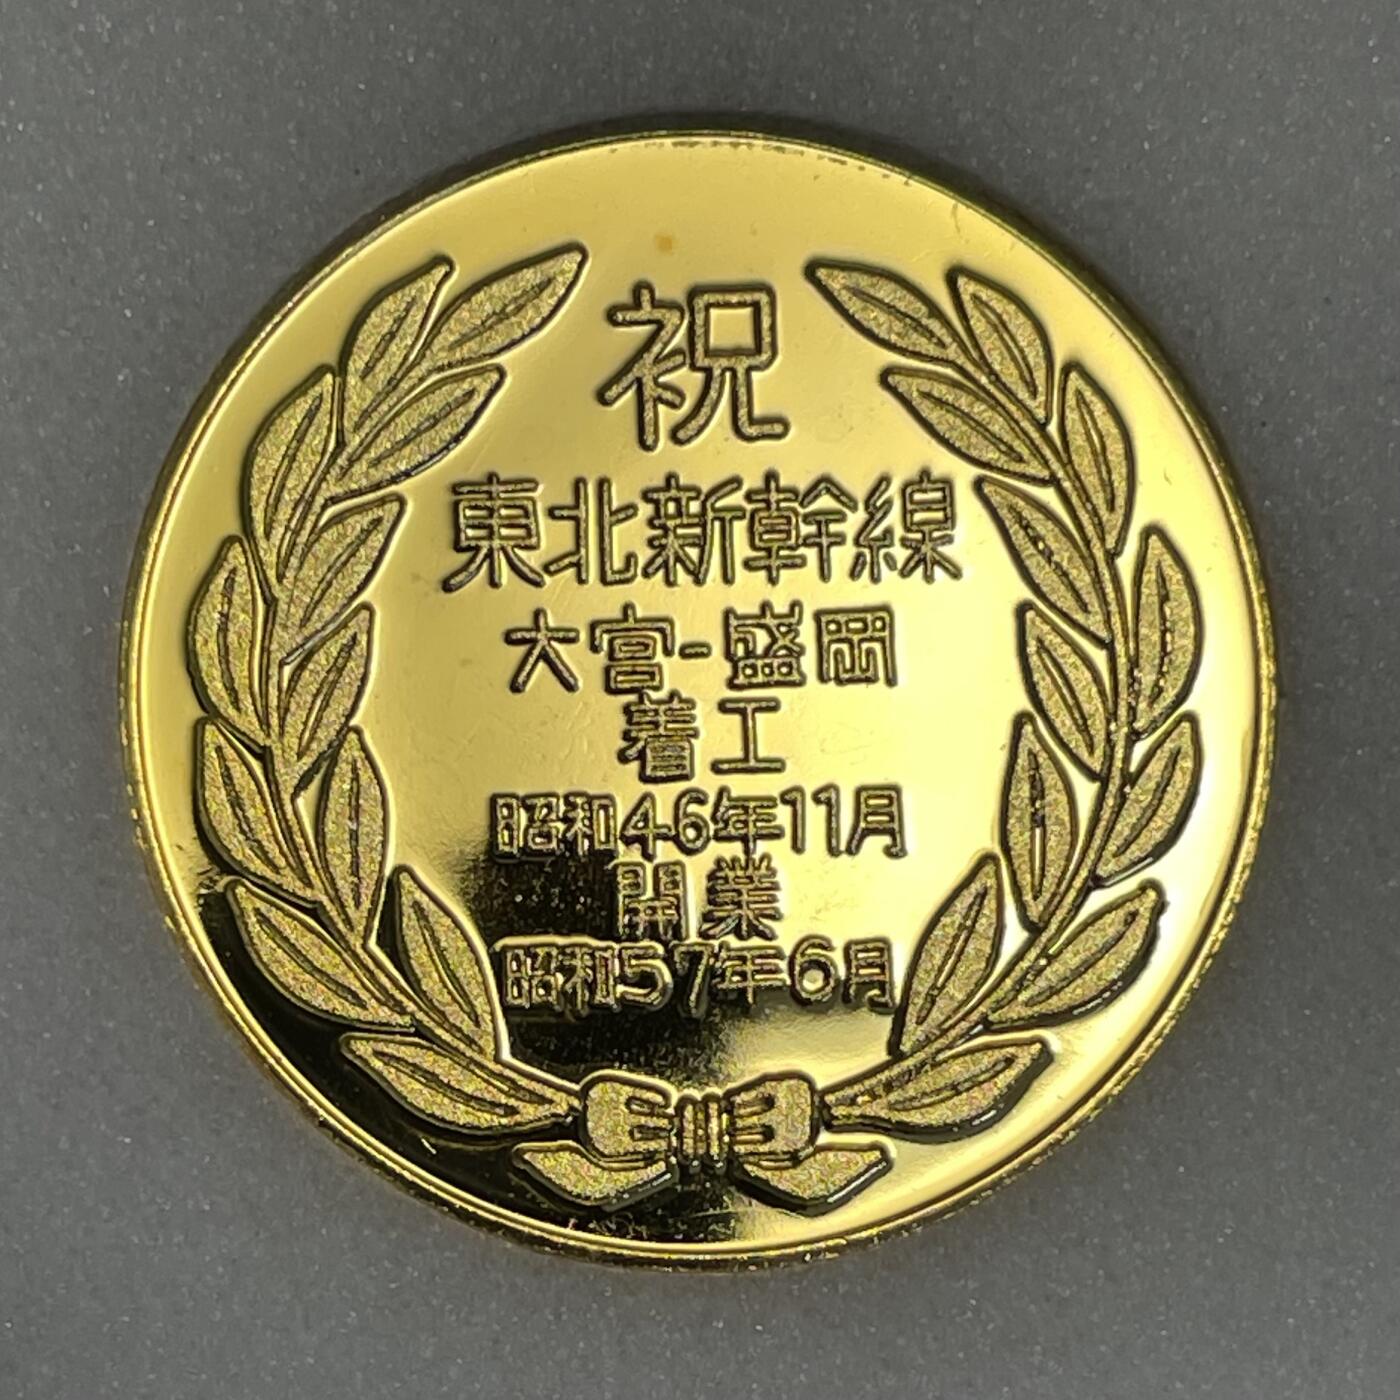 祝
東北新幹線
大宮-盛岡
着工
昭和46年11月
開業
昭和57年6月